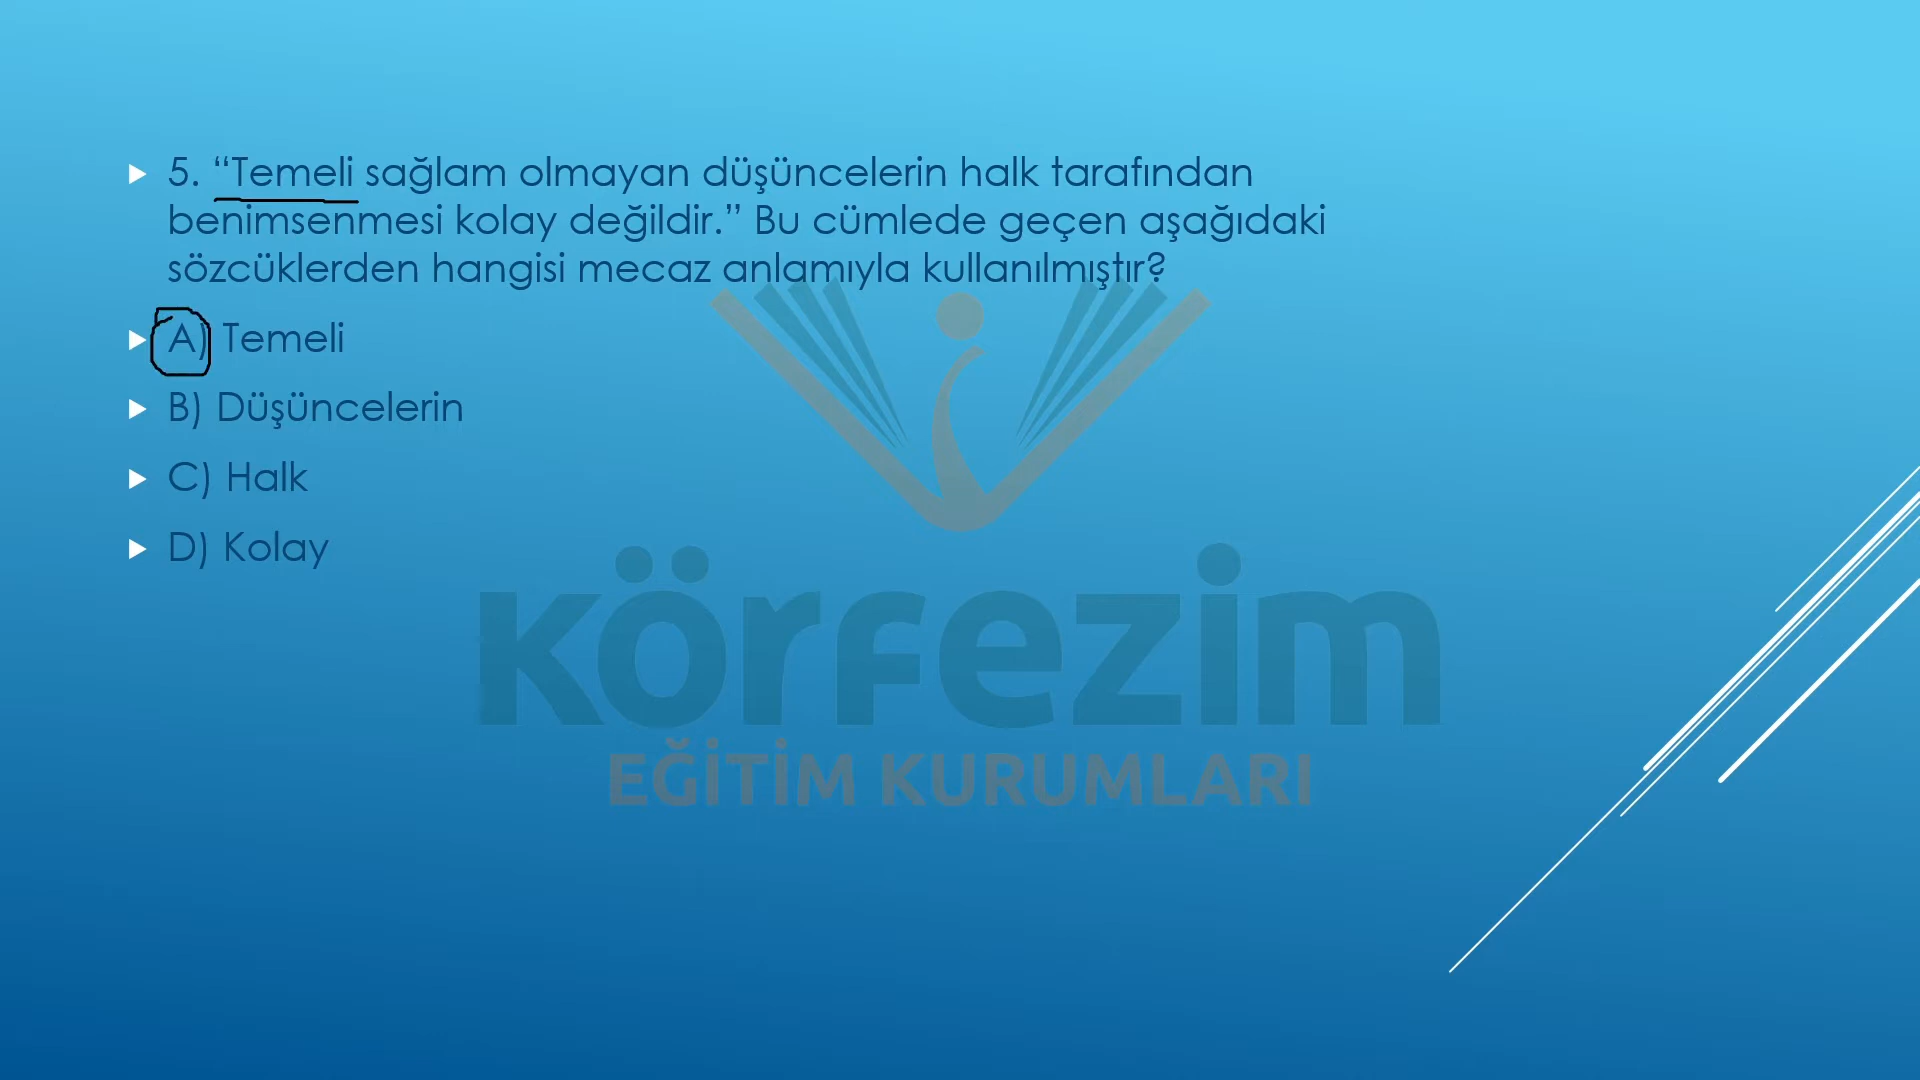 5. “Temeli sağlam olmayan düşüncelerin halk tarafından
benimsenmesi kolay değildir.” Bu cümlede geçen aşağıdaki
sözcüklerden hangisi mecaz anlamıyla kullanılmıştır?
A) Temeli
B) Düşüncelerin
C) Halk
D) Kolay
körfezim
EĞİTİM KURUMLARI